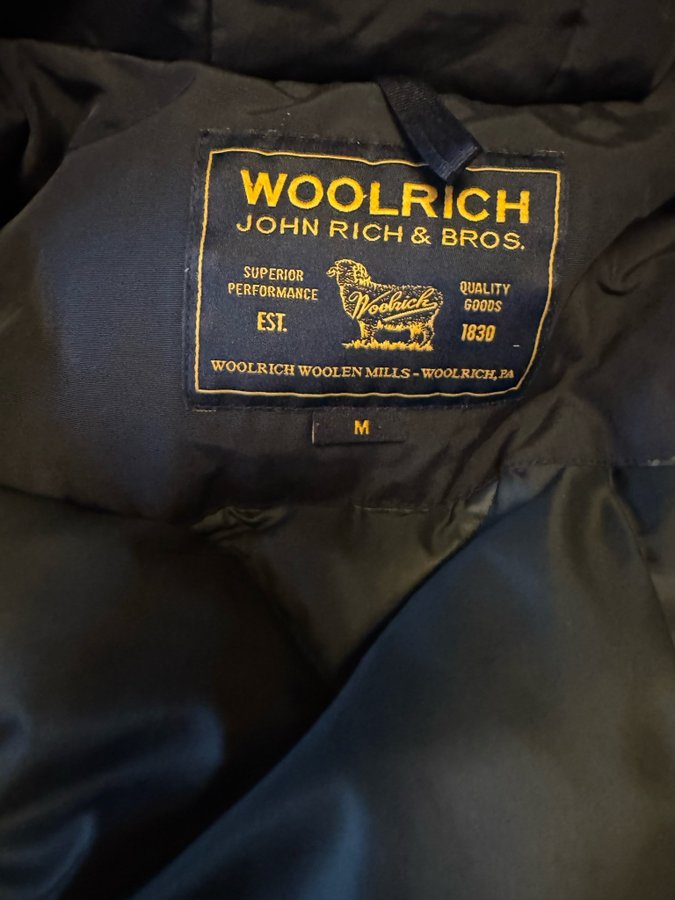 WOOLRICH
JOHN RICH & BROS.
SUPERIOR
PERFORMANCE
EST.
Woolrich
QUALITY
GOODS
1830
WOOLRICH WOOLEN MILLS - WOOLRICH, PA
M